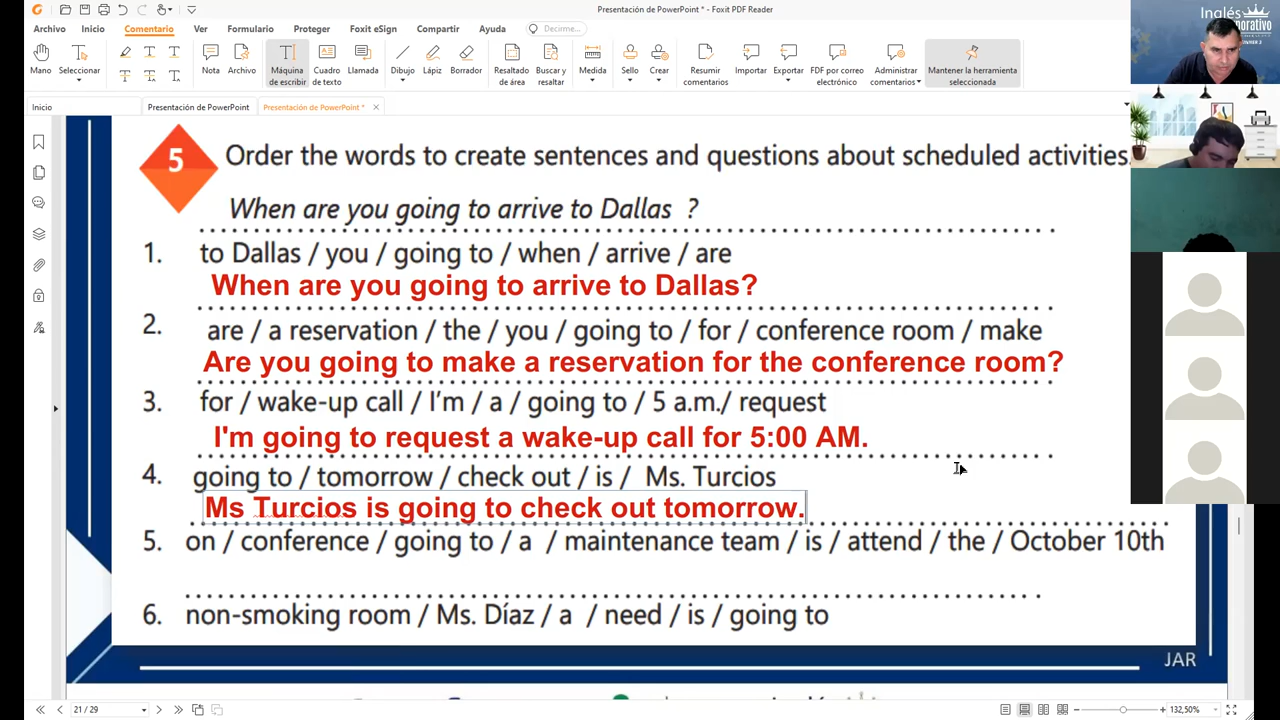 Presentación de PowerPoint * - Foxit PDF Reader
Archivo Inicio Comentario Ver Formulario Proteger Foxit eSign Compartir Ayuda Decirme...
Mano Seleccionar Nota Archivo Máquina de escribir Cuadro de texto Llamada Dibujo Lápiz Borrador Resaltado de área Buscar y resaltar Medida Sello Crear Resumir comentarios Importar Exportar PDF por correo electrónico Administrar comentarios Mantener la herramienta seleccionada
Inicio Presentación de PowerPoint Presentación de PowerPoint *
Inglés
5 Order the words to create sentences and questions about scheduled activities.
When are you going to arrive to Dallas ?
1. to Dallas / you / going to / when / arrive / are
When are you going to arrive to Dallas?
2. are / a reservation / the / you / going to / for / conference room / make
Are you going to make a reservation for the conference room?
3. for / wake-up call / I'm / a / going to / 5 a.m./ request
I'm going to request a wake-up call for 5:00 AM.
4. going to / tomorrow / check out / is / Ms. Turcios
Ms Turcios is going to check out tomorrow.
5. on / conference / going to / a / maintenance team / is / attend / the / October 10th
6. non-smoking room / Ms. Díaz / a / need / is / going to
JAR
21 / 29
132,50%